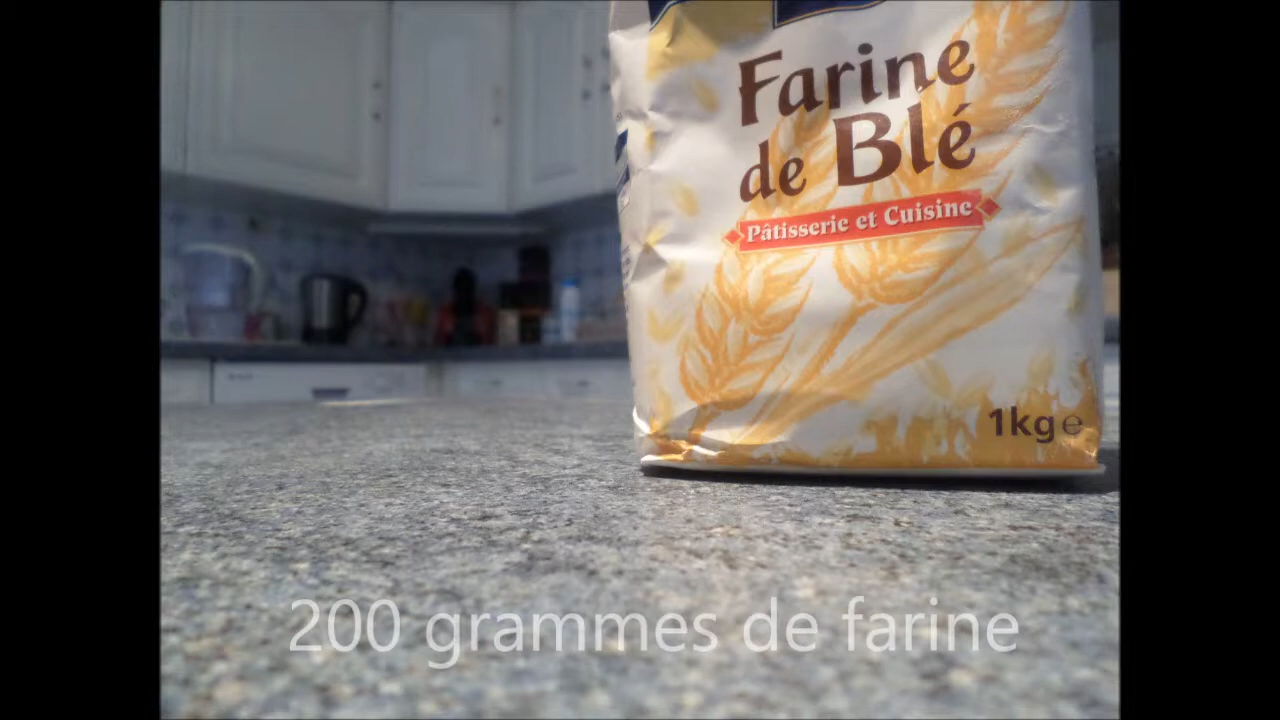 Farine
de Blé
Pâtisserie et Cuisine
1kg e
200 grammes de farine